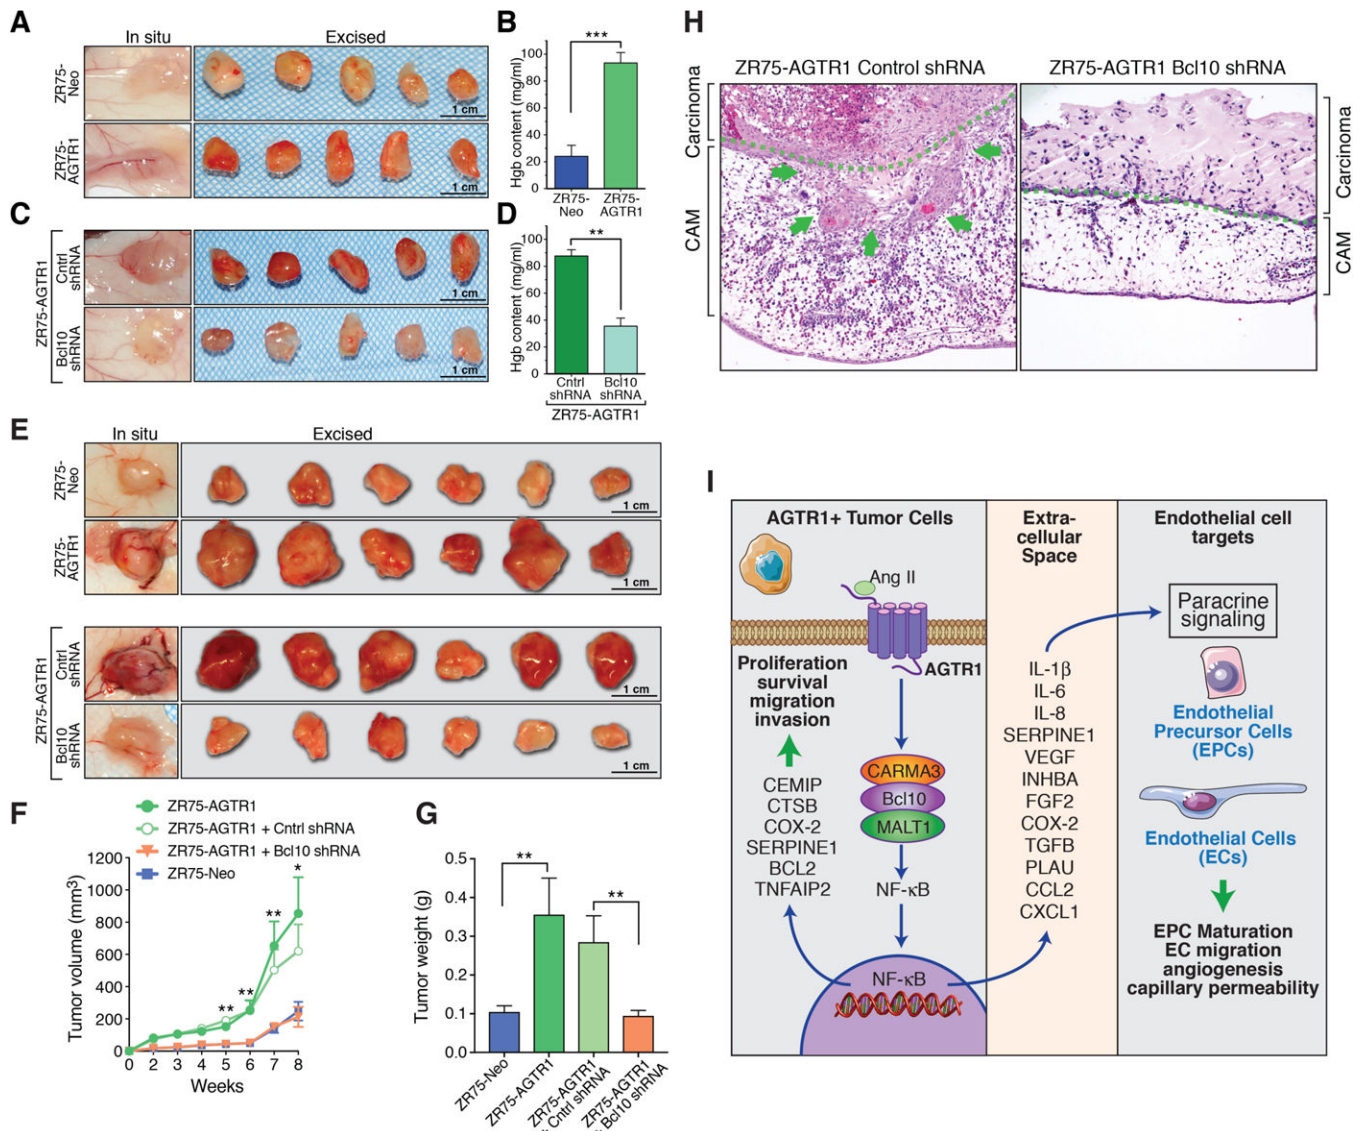 A
In situ
Excised
ZR75-
Neo
1 cm
ZR75-
AGTR1
1 cm
B
Hgb content (mg/ml)
100
80
60
40
20
0
***
ZR75-
Neo
ZR75-
AGTR1
C
ZR75-AGTR1
Cntrl
shRNA
1 cm
Bcl10
shRNA
1 cm
D
Hgb content (mg/ml)
100
80
60
40
20
0
**
Cntrl
shRNA
Bcl10
shRNA
ZR75-AGTR1
E
In situ
Excised
ZR75-
Neo
1 cm
ZR75-
AGTR1
1 cm
ZR75-AGTR1
Cntrl
shRNA
1 cm
Bcl10
shRNA
1 cm
F
ZR75-AGTR1
ZR75-AGTR1 + Cntrl shRNA
ZR75-AGTR1 + Bcl10 shRNA
ZR75-Neo
Tumor volume (mm3)
1200
1000
800
600
400
200
0
**
**
**
*
0 2 3 4 5 6 7 8
Weeks
G
Tumor weight (g)
0.5
0.4
0.3
0.2
0.1
0.0
**
**
ZR75-Neo
ZR75-AGTR1
ZR75-AGTR1
Cntrl shRNA
ZR75-AGTR1
Bcl10 shRNA
H
ZR75-AGTR1 Control shRNA
ZR75-AGTR1 Bcl10 shRNA
Carcinoma
CAM
Carcinoma
CAM
I
AGTR1+ Tumor Cells
Extra-
cellular
Space
Endothelial cell
targets
Ang II
AGTR1
Proliferation
survival
migration
invasion
CEMIP
CTSB
COX-2
SERPINE1
BCL2
TNFAIP2
CARMA3
Bcl10
MALT1
NF-κB
NF-κB
IL-1β
IL-6
IL-8
SERPINE1
VEGF
INHBA
FGF2
COX-2
TGFB
PLAU
CCL2
CXCL1
Paracrine
signaling
Endothelial
Precursor Cells
(EPCs)
Endothelial Cells
(ECs)
EPC Maturation
EC migration
angiogenesis
capillary permeability